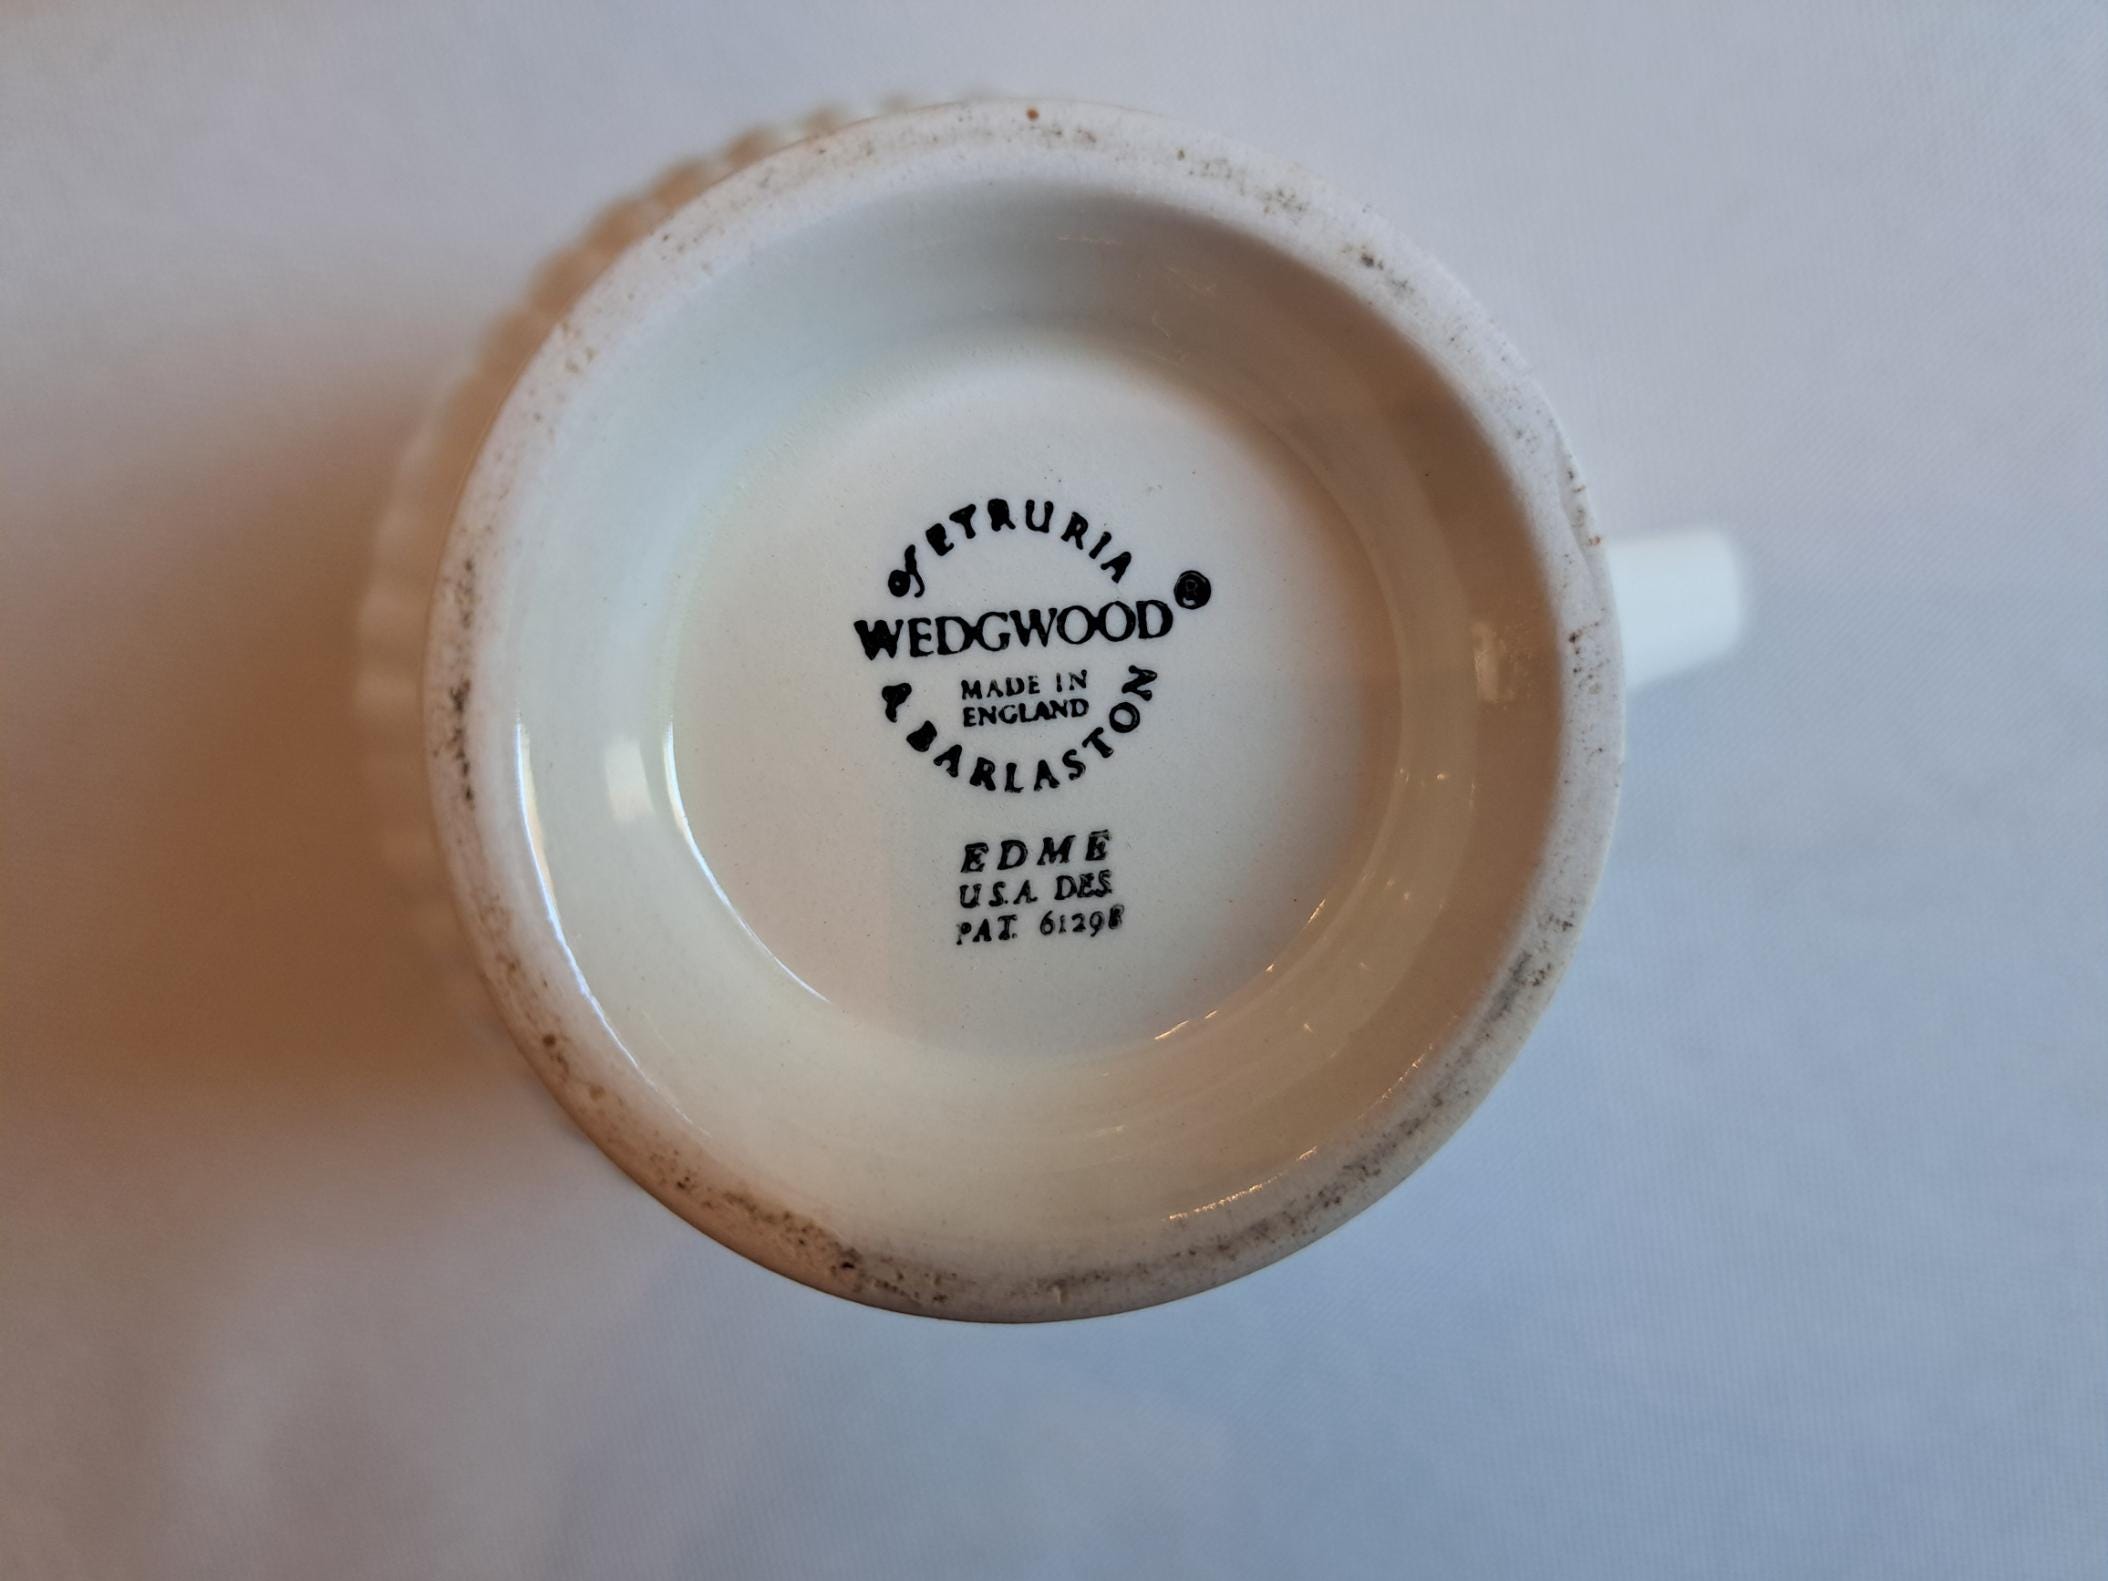 of ETRURIA
WEDGWOOD ®
MADE IN
ENGLAND
& BARLASTON
EDME
U.S.A. DES.
PAT. 61298